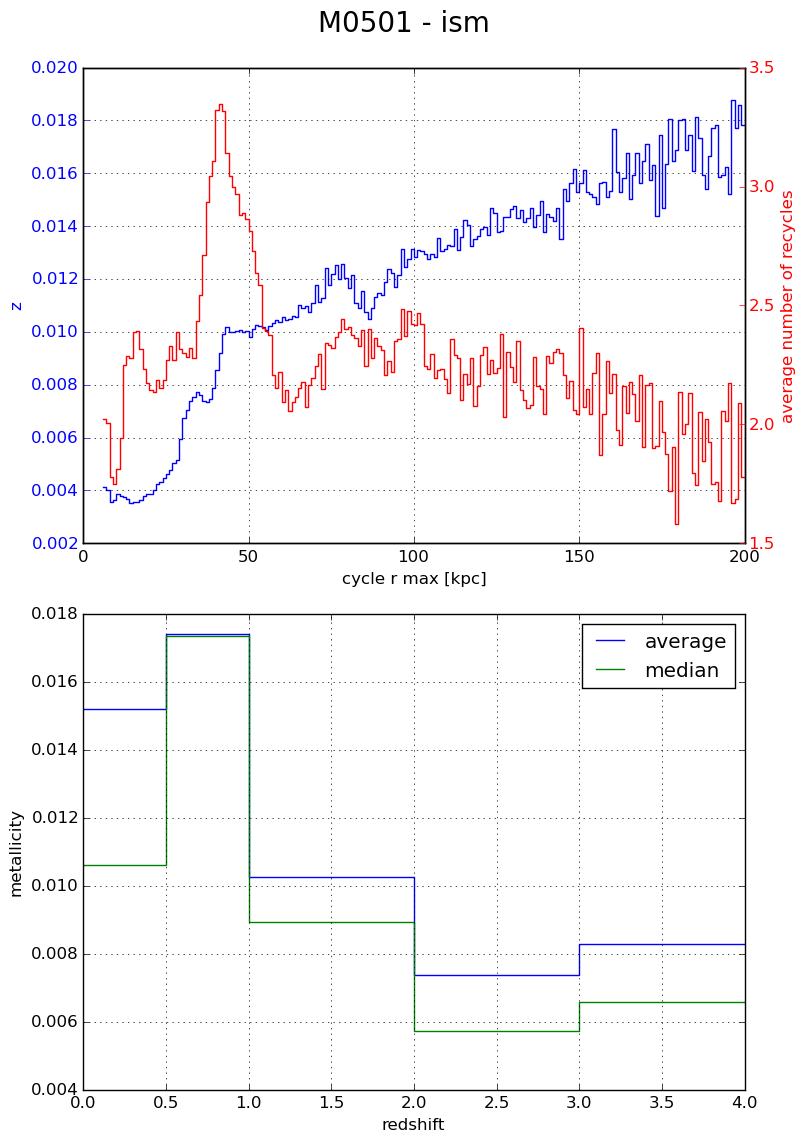 M0501 - ism
0.020
0.018
0.016
0.014
0.012
0.010
0.008
0.006
0.004
0.002
z
3.5
3.0
2.5
2.0
1.5
average number of recycles
0 50 100 150 200
cycle r max [kpc]
0.018
0.016
0.014
0.012
0.010
0.008
0.006
0.004
metallicity
average
median
0.0 0.5 1.0 1.5 2.0 2.5 3.0 3.5 4.0
redshift